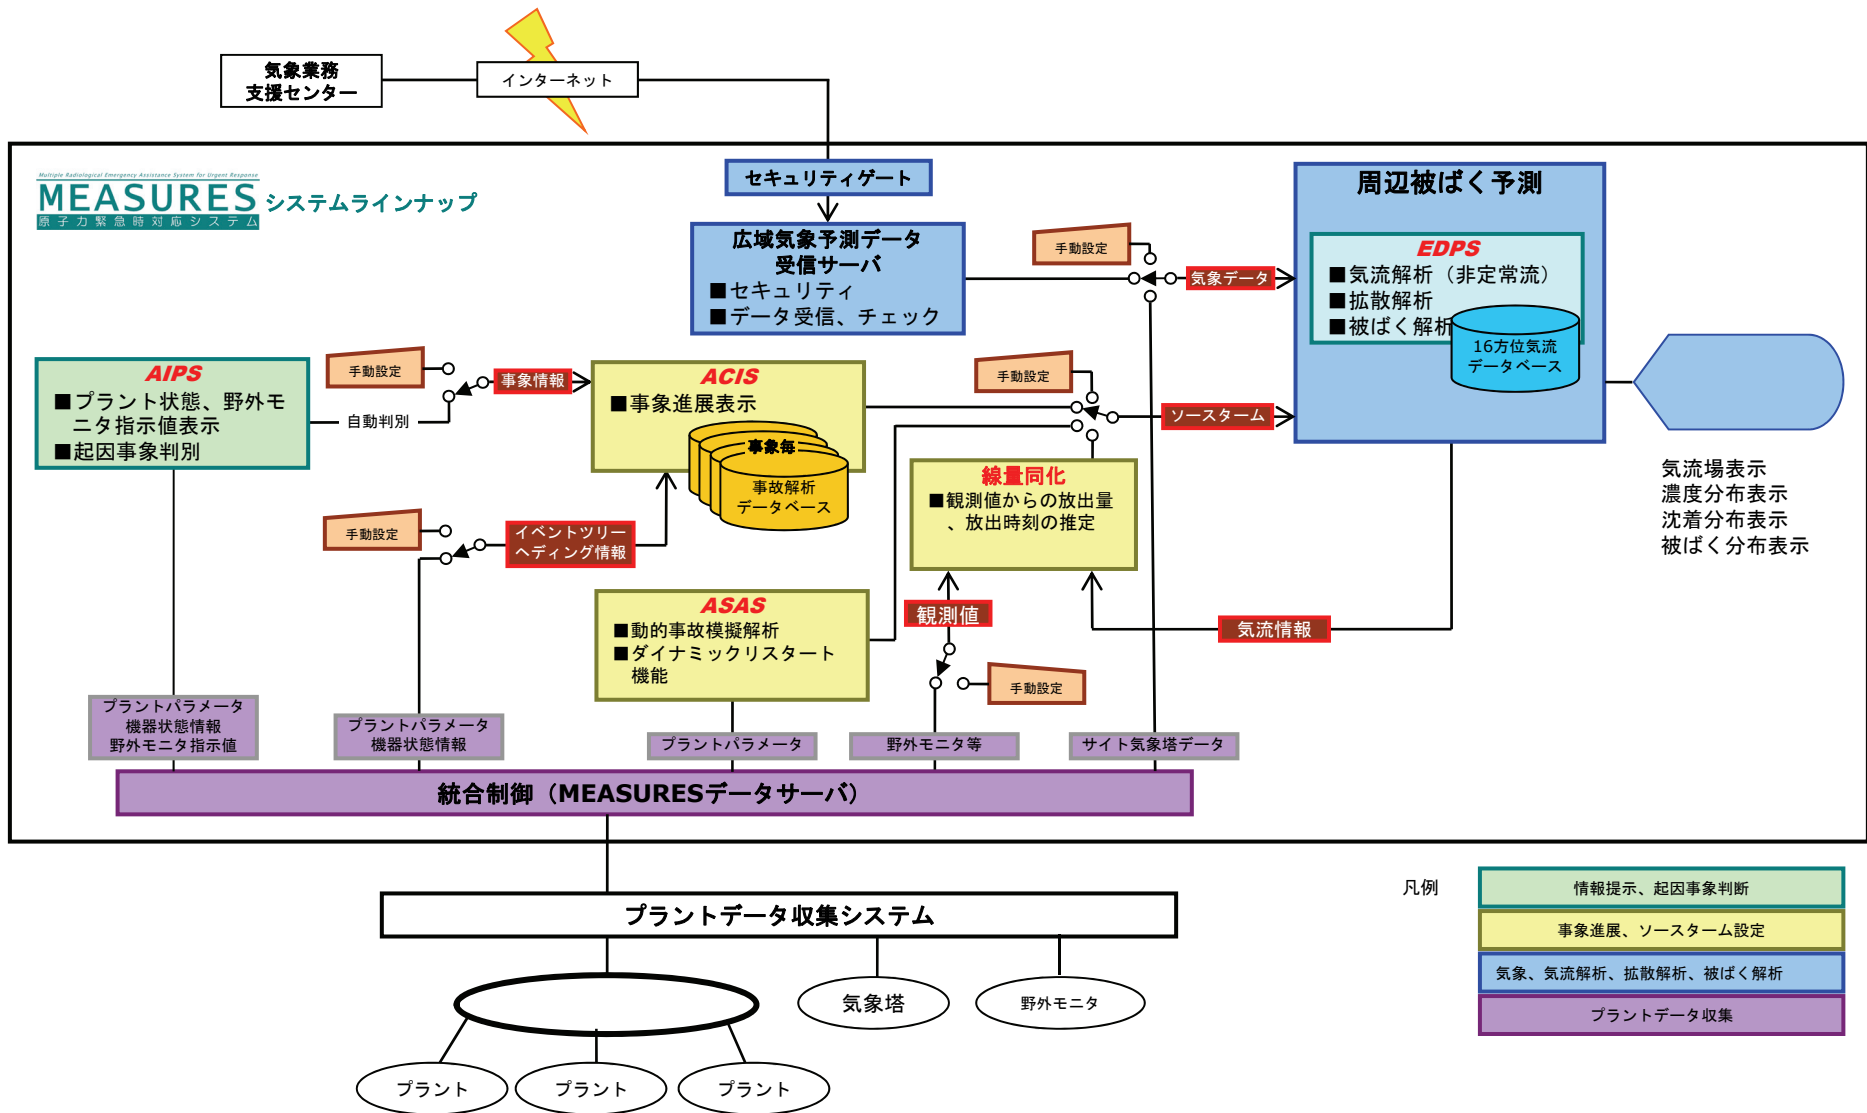 気象業務
支援センター
インターネット
Multiple Radiological Emergency Assistance System for Urgent Response
MEASURES
原子力緊急時対応システム
システムラインナップ
セキュリティゲート
広域気象予測データ
受信サーバ
■セキュリティ
■データ受信、チェック
手動設定
気象データ
周辺被ばく予測
EDPS
■気流解析（非定常流）
■拡散解析
■被ばく解析
16方位気流
データベース
AIPS
■プラント状態、野外モ
ニタ指示値表示
■起因事象判別
手動設定
自動判別
事象情報
ACIS
■事象進展表示
事象毎
事故解析
データベース
手動設定
ソースターム
線量同化
■観測値からの放出量
、放出時刻の推定
気流場表示
濃度分布表示
沈着分布表示
被ばく分布表示
手動設定
イベントツリー
ヘディング情報
ASAS
■動的事故模擬解析
■ダイナミックリスタート
機能
観測値
手動設定
気流情報
プラントパラメータ
機器状態情報
野外モニタ指示値
プラントパラメータ
機器状態情報
プラントパラメータ
野外モニタ等
サイト気象塔データ
統合制御（MEASURESデータサーバ）
プラントデータ収集システム
気象塔
野外モニタ
プラント
プラント
プラント
凡例
情報提示、起因事象判断
事象進展、ソースターム設定
気象、気流解析、拡散解析、被ばく解析
プラントデータ収集